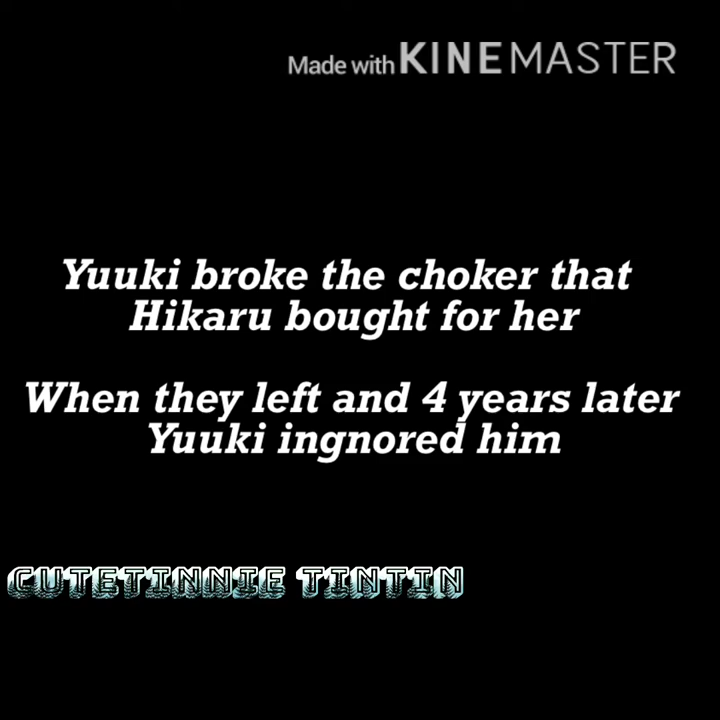 Made with KINEMASTER
Yuuki broke the choker that
Hikaru bought for her
When they left and 4 years later
Yuuki ingnored him
CUTETINNIE TINTIN